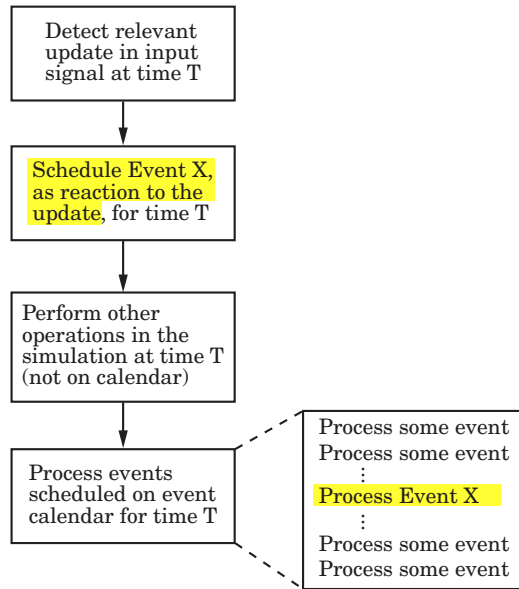 Detect relevant
update in input
signal at time T
Schedule Event X,
as reaction to the
update, for time T
Perform other
operations in the
simulation at time T
(not on calendar)
Process events
scheduled on event
calendar for time T
Process some event
Process some event
⋮
Process Event X
⋮
Process some event
Process some event